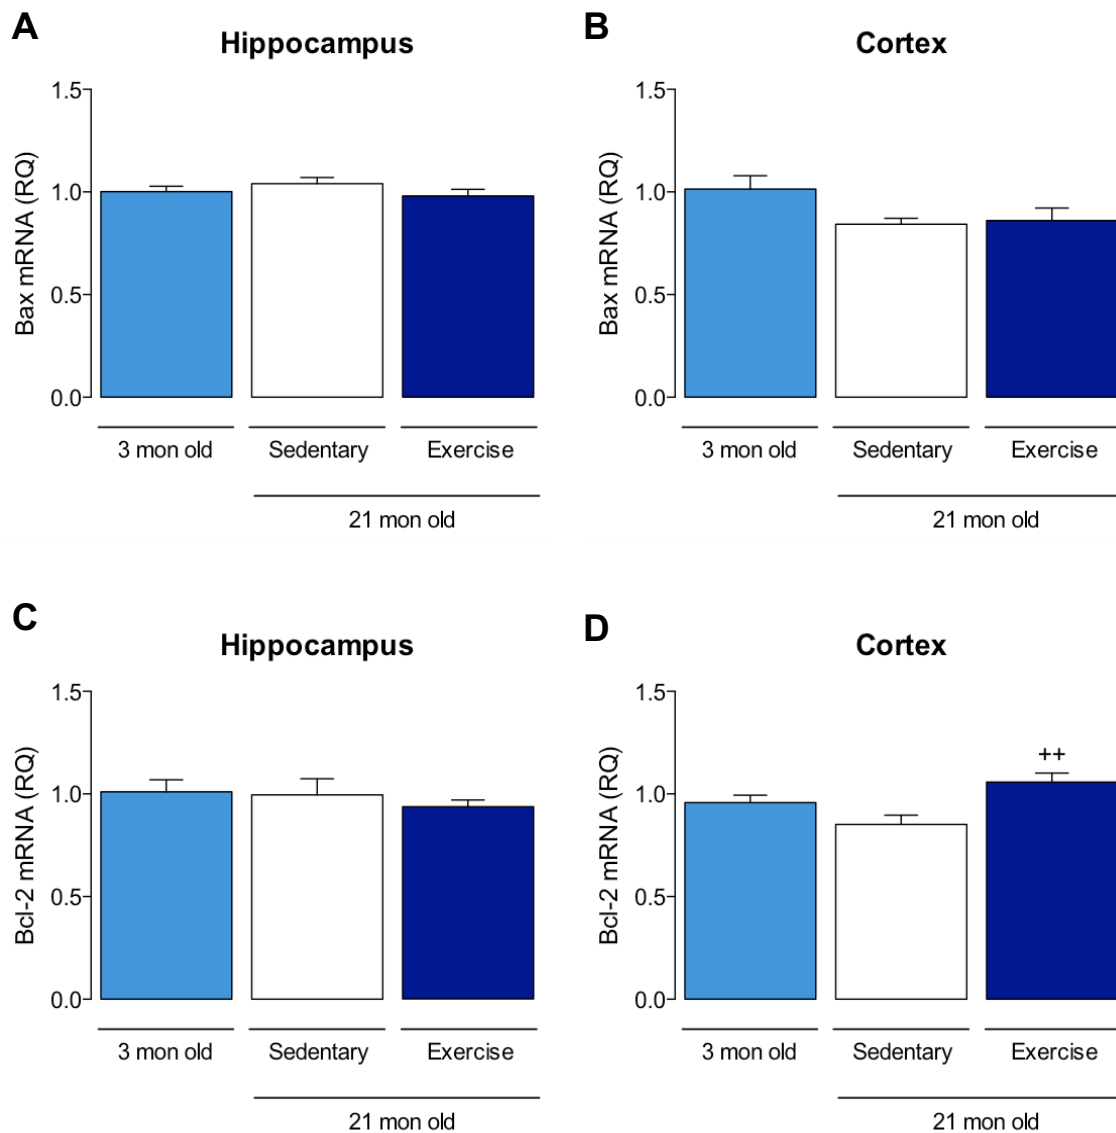 A
Hippocampus
Bax mRNA (RQ)
1.5
1.0
0.5
0.0
3 mon old Sedentary Exercise
21 mon old
B
Cortex
Bax mRNA (RQ)
1.5
1.0
0.5
0.0
3 mon old Sedentary Exercise
21 mon old
C
Hippocampus
Bcl-2 mRNA (RQ)
1.5
1.0
0.5
0.0
3 mon old Sedentary Exercise
21 mon old
D
Cortex
Bcl-2 mRNA (RQ)
1.5
1.0
0.5
0.0
++
3 mon old Sedentary Exercise
21 mon old